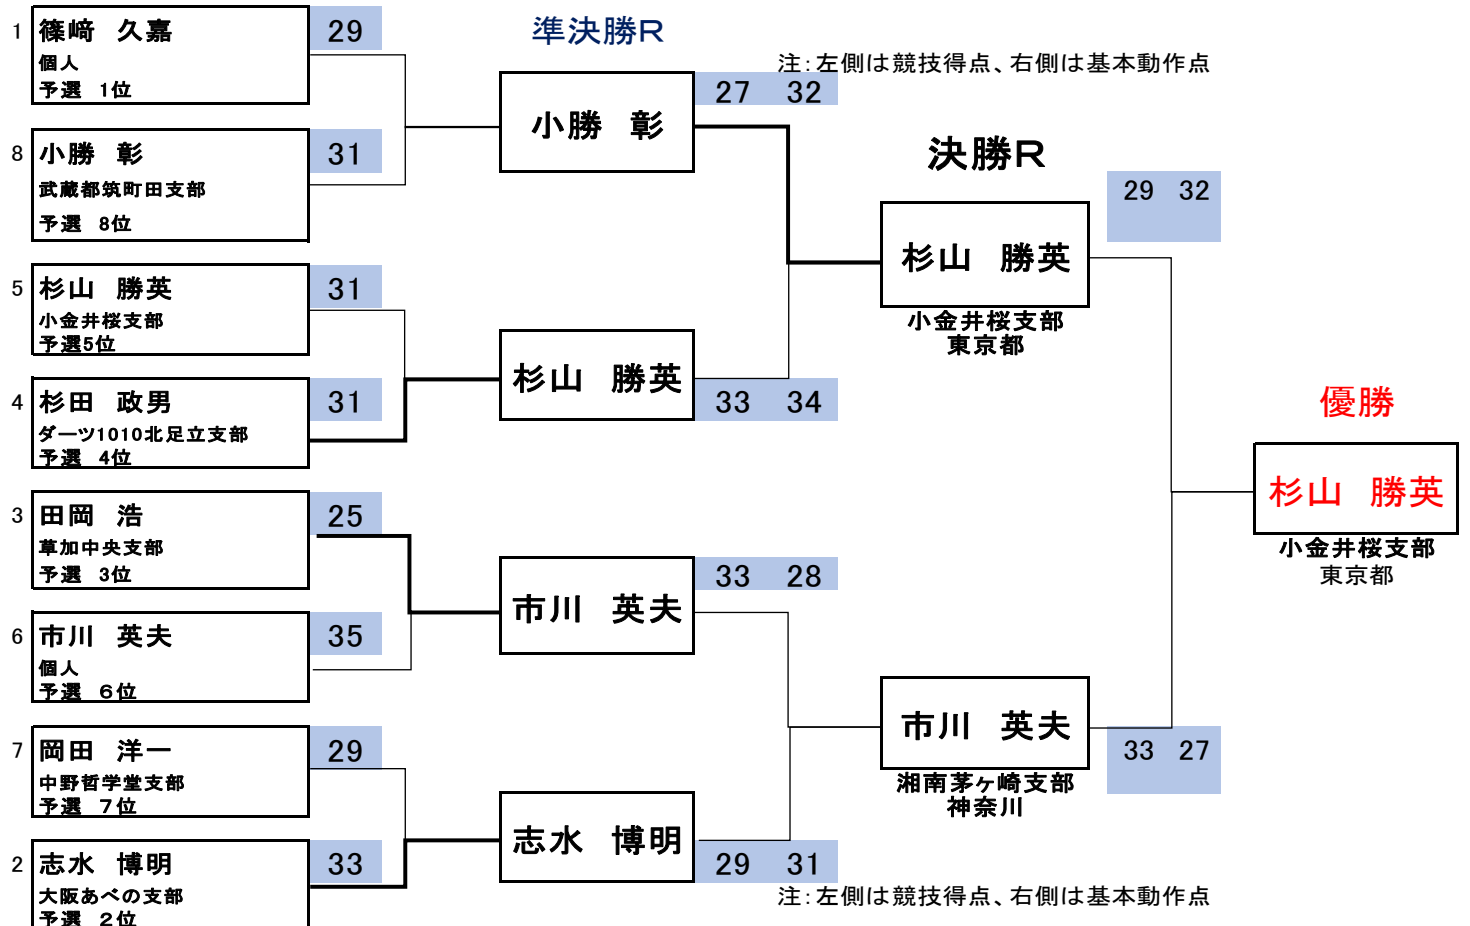 1
篠﨑　久嘉
29
個人
予選　1位
8
小勝　彰
31
武蔵都筑町田支部
予選　8位
5
杉山　勝英
31
小金井桜支部
予選5位
4
杉田　政男
31
ダーツ1010北足立支部
予選　4位
3
田岡　浩
25
草加中央支部
予選　3位
6
市川　英夫
35
個人
予選　６位
7
岡田　洋一
29
中野哲学堂支部
予選　７位
2
志水　博明
33
大阪あべの支部
予選　２位
準決勝Ｒ
注：左側は競技得点、右側は基本動作点
小勝　彰
27　32
杉山　勝英
33　34
市川　英夫
33　28
志水　博明
29　31
注：左側は競技得点、右側は基本動作点
決勝Ｒ
29　32
杉山　勝英
小金井桜支部
東京都
市川　英夫
33　27
湘南茅ヶ崎支部
神奈川
優勝
杉山　勝英
小金井桜支部
東京都